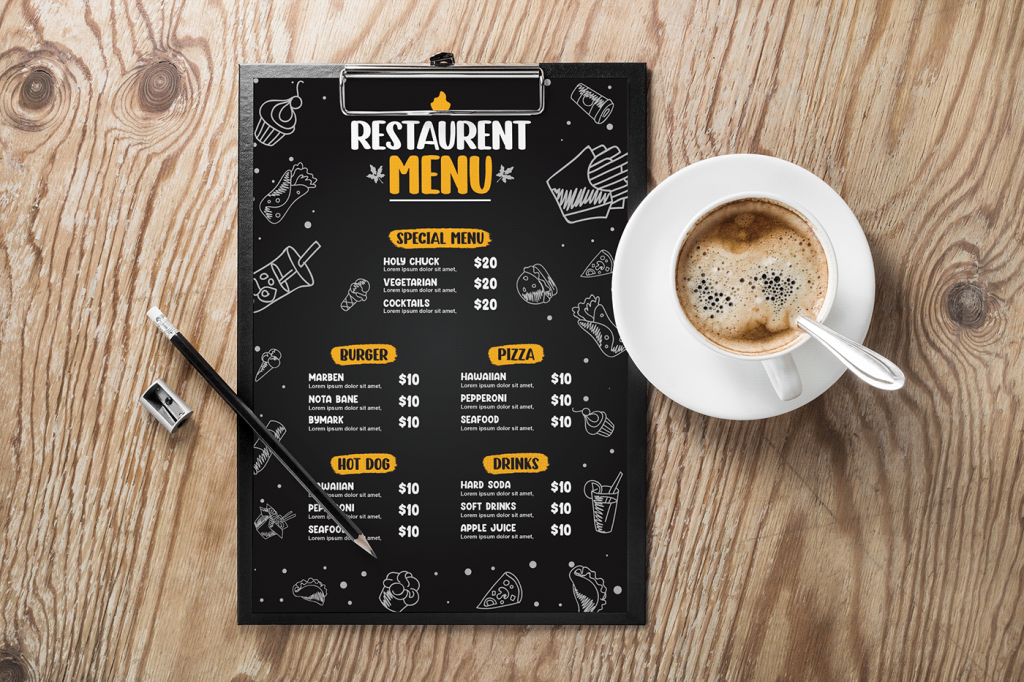 RESTAURENT
MENU
SPECIAL MENU
HOLY CHUCK $20
Lorem ipsum dolor sit amet,
VEGETARIAN $20
Lorem ipsum dolor sit amet,
COCKTAILS $20
Lorem ipsum dolor sit amet,
BURGER
MARBEN $10
Lorem ipsum dolor sit amet,
NOTA BANE $10
Lorem ipsum dolor sit amet,
BYMARK $10
Lorem ipsum dolor sit amet,
PIZZA
HAWAIIAN $10
Lorem ipsum dolor sit amet,
PEPPERONI $10
Lorem ipsum dolor sit amet,
SEAFOOD $10
Lorem ipsum dolor sit amet,
HOT DOG
WAIIAN $10
Lorem ipsum dolor sit amet,
PEP ONI $10
Lorem ipsum dolor sit amet,
SEAFOO $10
Lorem ipsum dolor sit amet,
DRINKS
HARD SODA $10
Lorem ipsum dolor sit amet,
SOFT DRINKS $10
Lorem ipsum dolor sit amet,
APPLE JUICE $10
Lorem ipsum dolor sit amet,